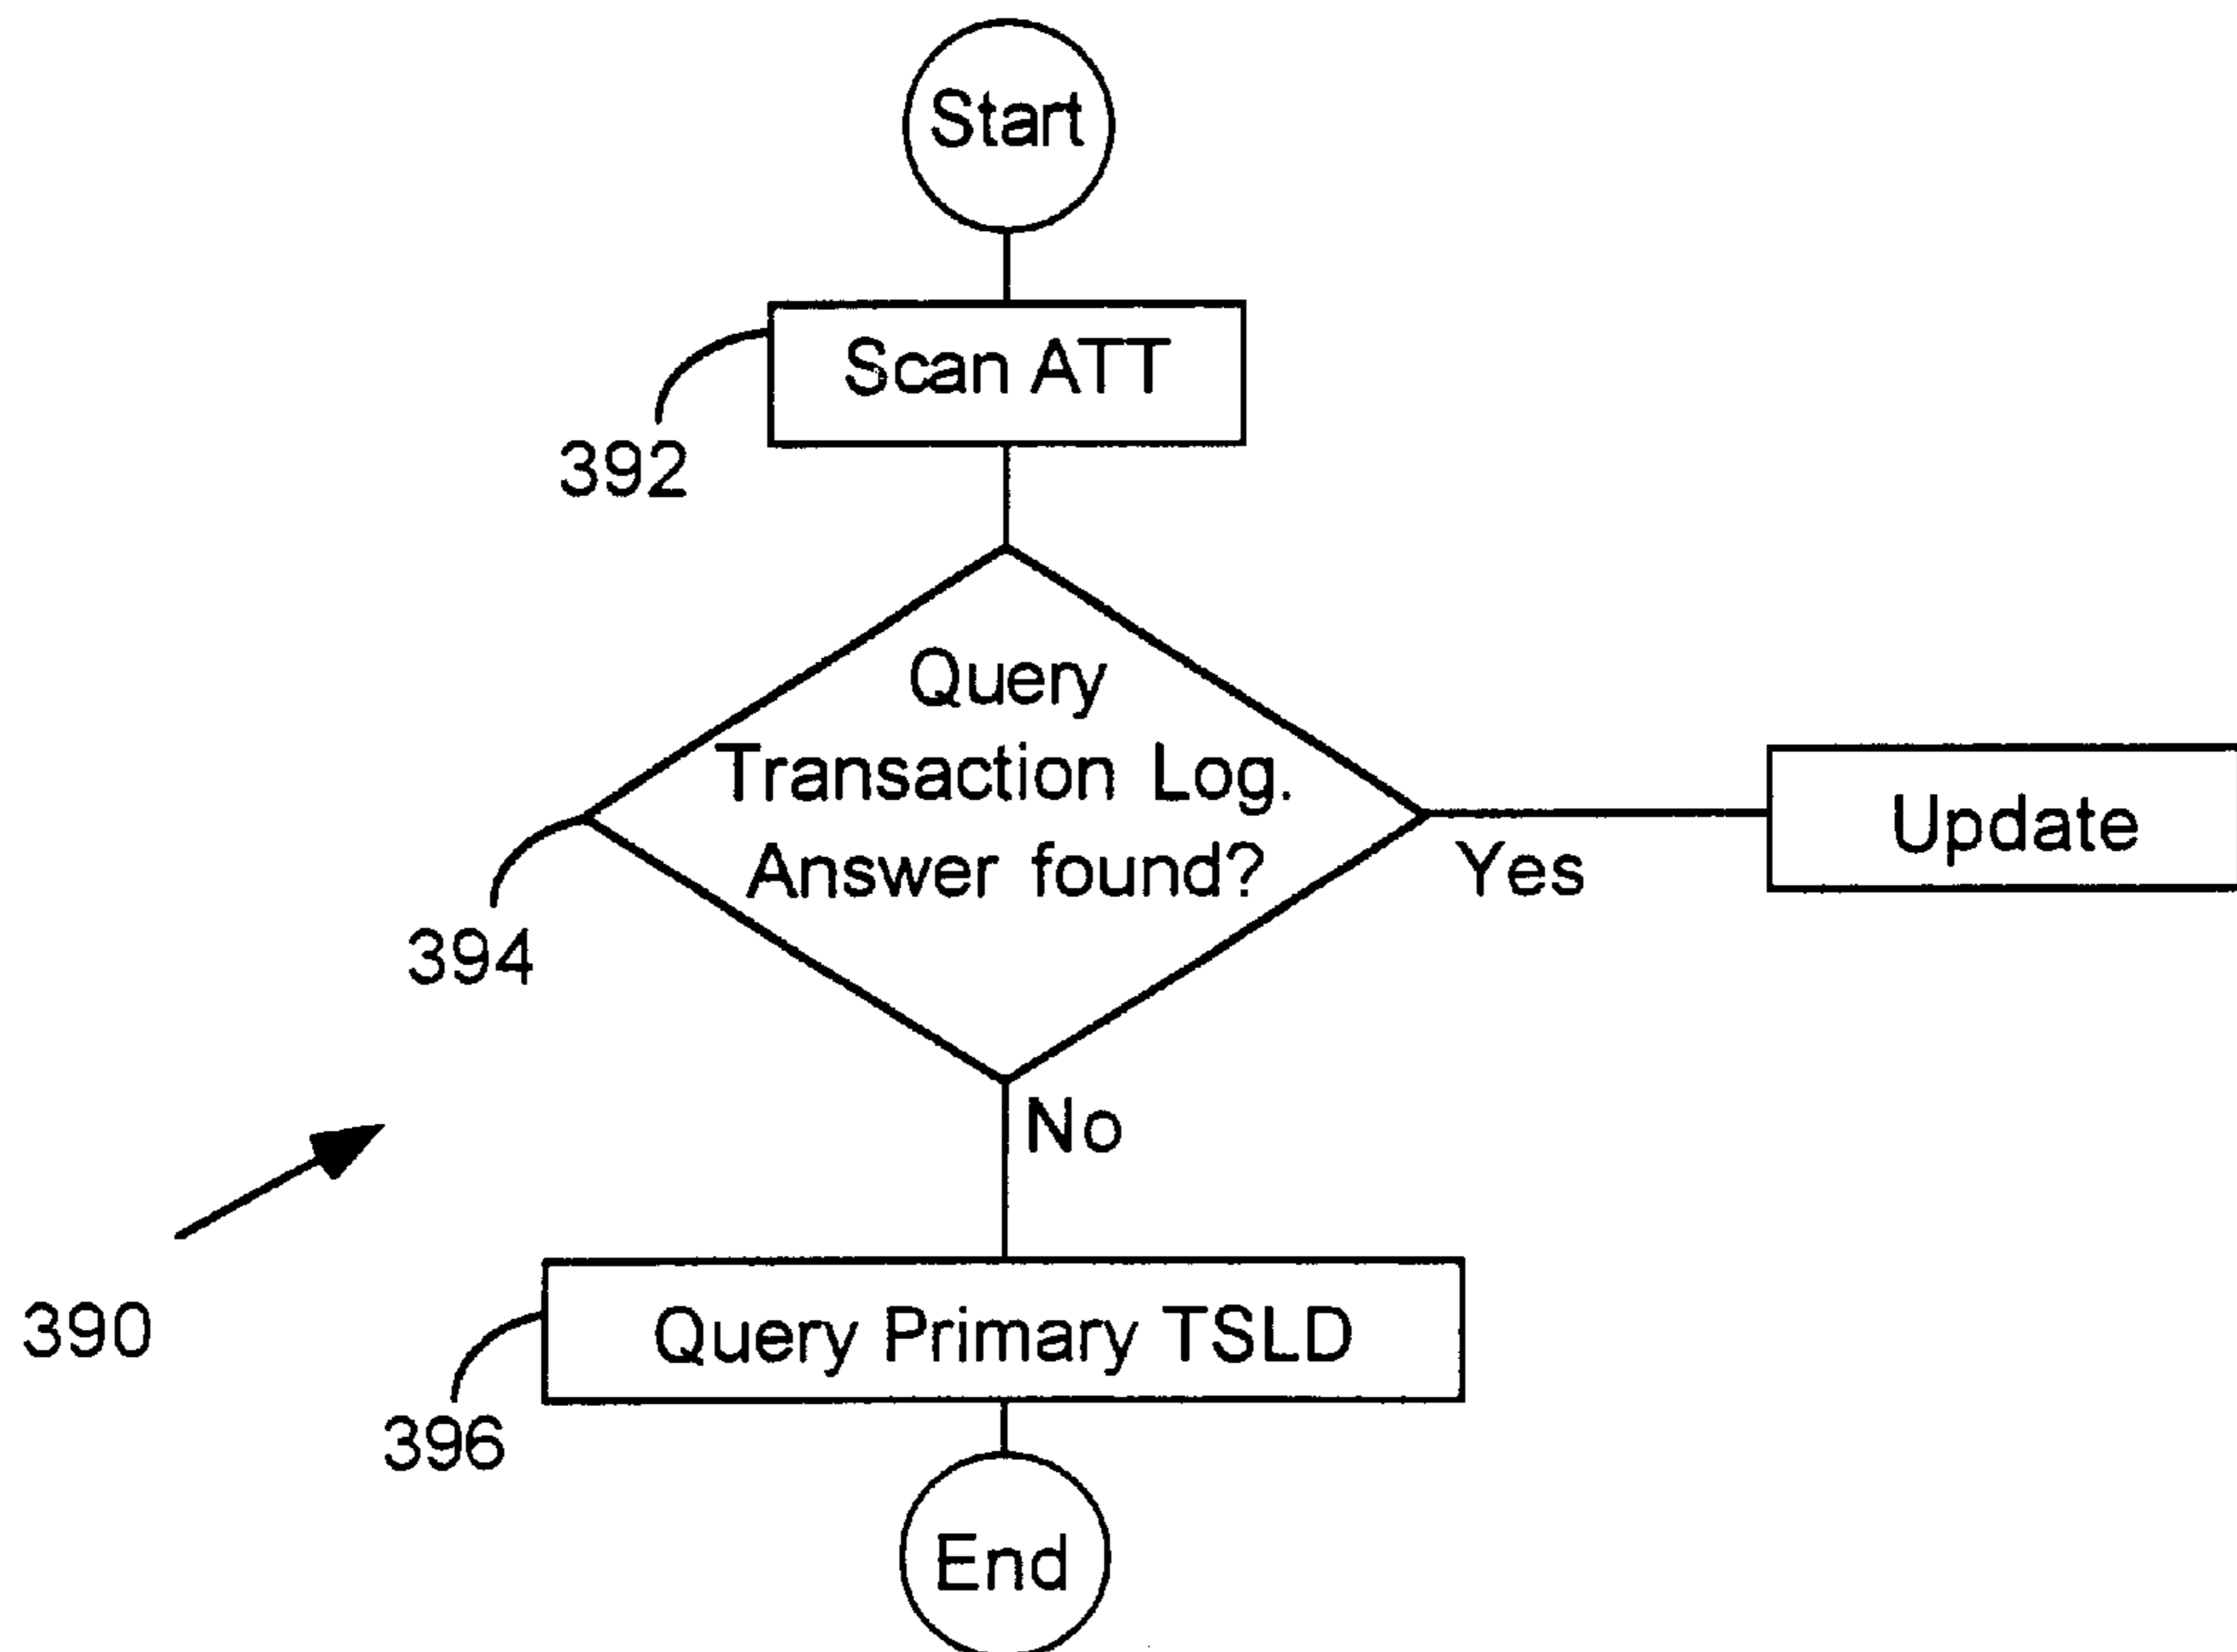 Start
Scan ATT
392
Query
Transaction Log.
Answer found?
Yes
Update
394
No
390
Query Primary TSLD
396
End